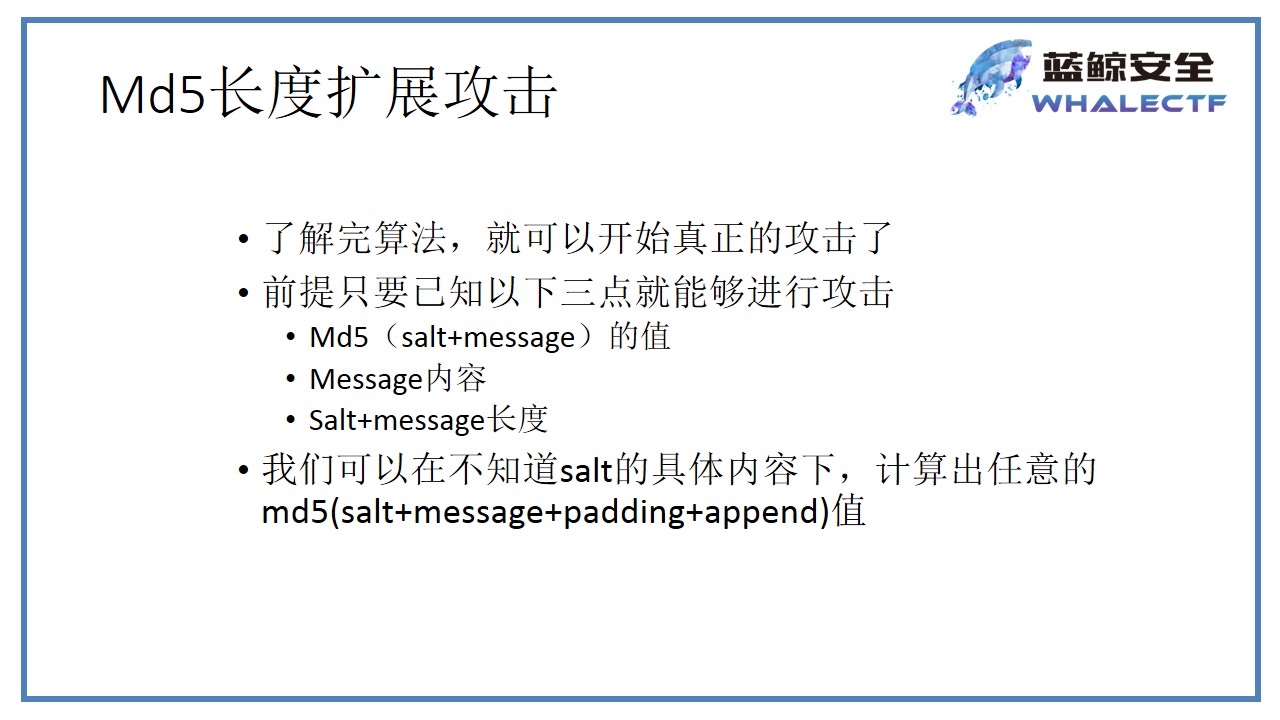 Md5长度扩展攻击
蓝鲸安全
WHALECTF
• 了解完算法，就可以开始真正的攻击了
• 前提只要已知以下三点就能够进行攻击
• Md5（salt+message）的值
• Message内容
• Salt+message长度
• 我们可以在不知道salt的具体内容下，计算出任意的
md5(salt+message+padding+append)值